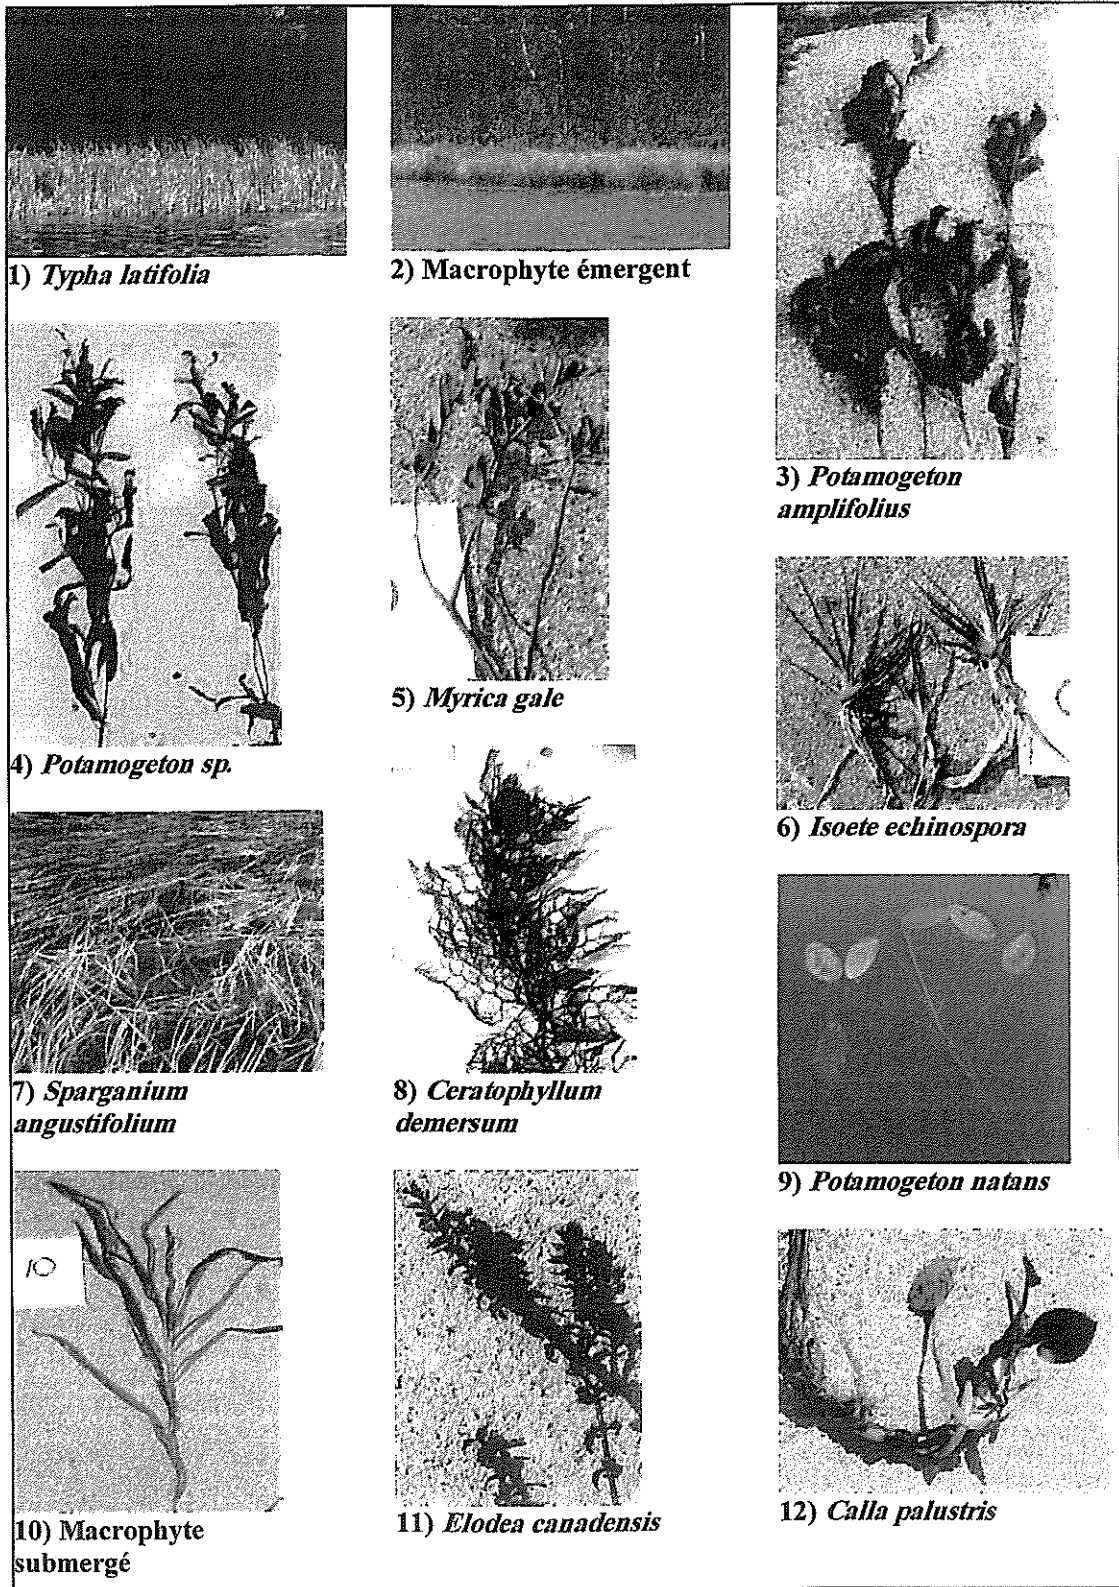 1) Typha latifolia
2) Macrophyte émergent
3) Potamogeton
amplifolius
4) Potamogeton sp.
5) Myrica gale
6) Isoete echinospora
7) Sparganium
angustifolium
8) Ceratophyllum
demersum
9) Potamogeton natans
10
10) Macrophyte
submergé
11) Elodea canadensis
12) Calla palustris